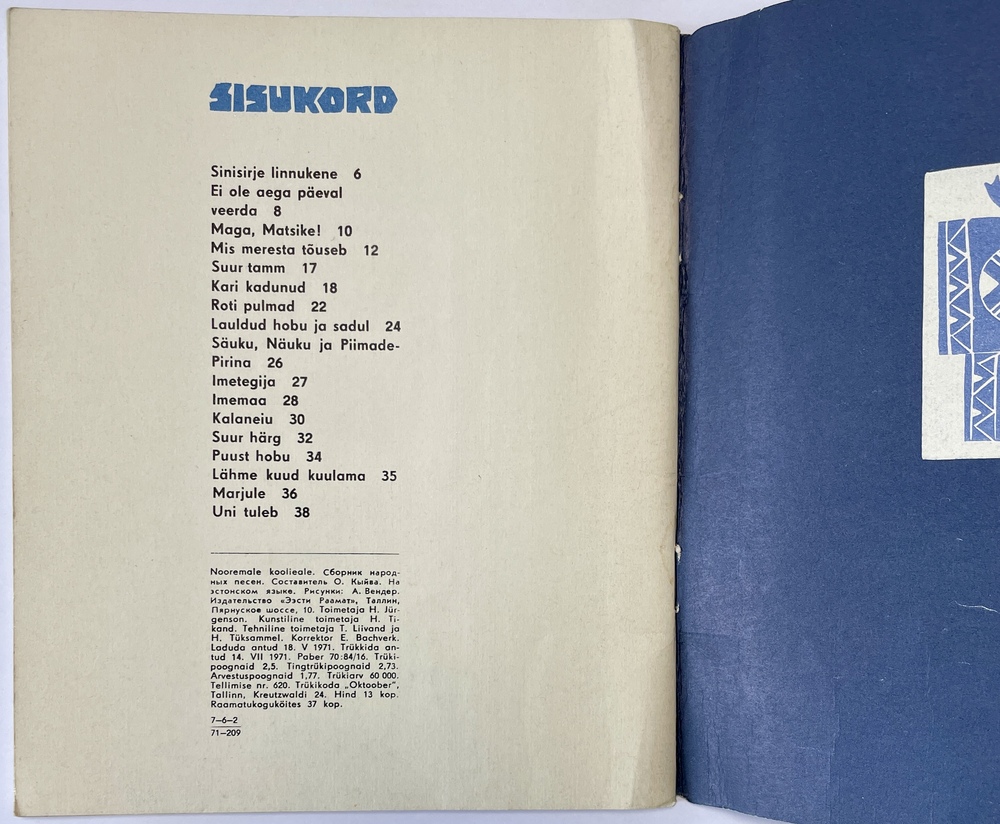 SISUKORD
Sinisirje linnukene 6
Ei ole aega päeval
veerda 8
Maga, Matsike! 10
Mis meresta tõuseb 12
Suur tamm 17
Kari kadunud 18
Roti pulmad 22
Lauldud hobu ja sadul 24
Säuku, Näuku ja Piimade-
Pirina 26
Imetegija 27
Imemaa 28
Kalaneiu 30
Suur härg 32
Puust hobu 34
Lähme kuud kuulama 35
Marjule 36
Uni tuleb 38
Nooremale koolieale. Сборник народ-
ных песен. Составитель О. Кыйва. На
эстонском языке. Рисунки: А. Вендер.
Издательство «Ээсти Раамат», Таллин,
Пярнуское шоссе, 10. Toimetaja H. Jür-
genson. Kunstiline toimetaja H. Ti-
kand. Tehniline toimetaja T. Liivand ja
H. Tüksammel. Korrektor E. Bachverk.
Laduda antud 18. V 1971. Trükkida an-
tud 14. VII 1971. Paber 70:84/16. Trüki-
poognaid 2,5. Tingtrükipoognaid 2,73.
Arvestuspoognaid 1,77. Trükiarv 60 000.
Tellimise nr. 620. Trükikoda „Oktoober",
Tallinn, Kreutzwaldi 24. Hind 13 kop.
Raamatukoguköites 37 kop.
7—6—2
71—209